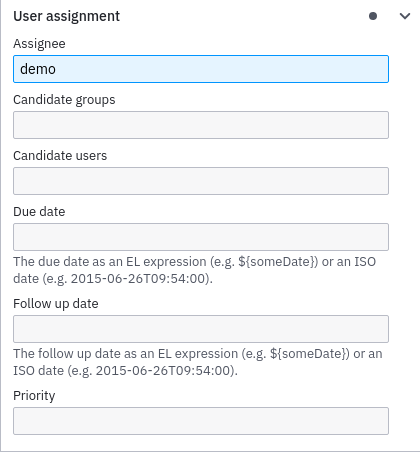 User assignment
Assignee
demo
Candidate groups
Candidate users
Due date
The due date as an EL expression (e.g. ${someDate}) or an ISO
date (e.g. 2015-06-26T09:54:00).
Follow up date
The follow up date as an EL expression (e.g. ${someDate}) or an
ISO date (e.g. 2015-06-26T09:54:00).
Priority